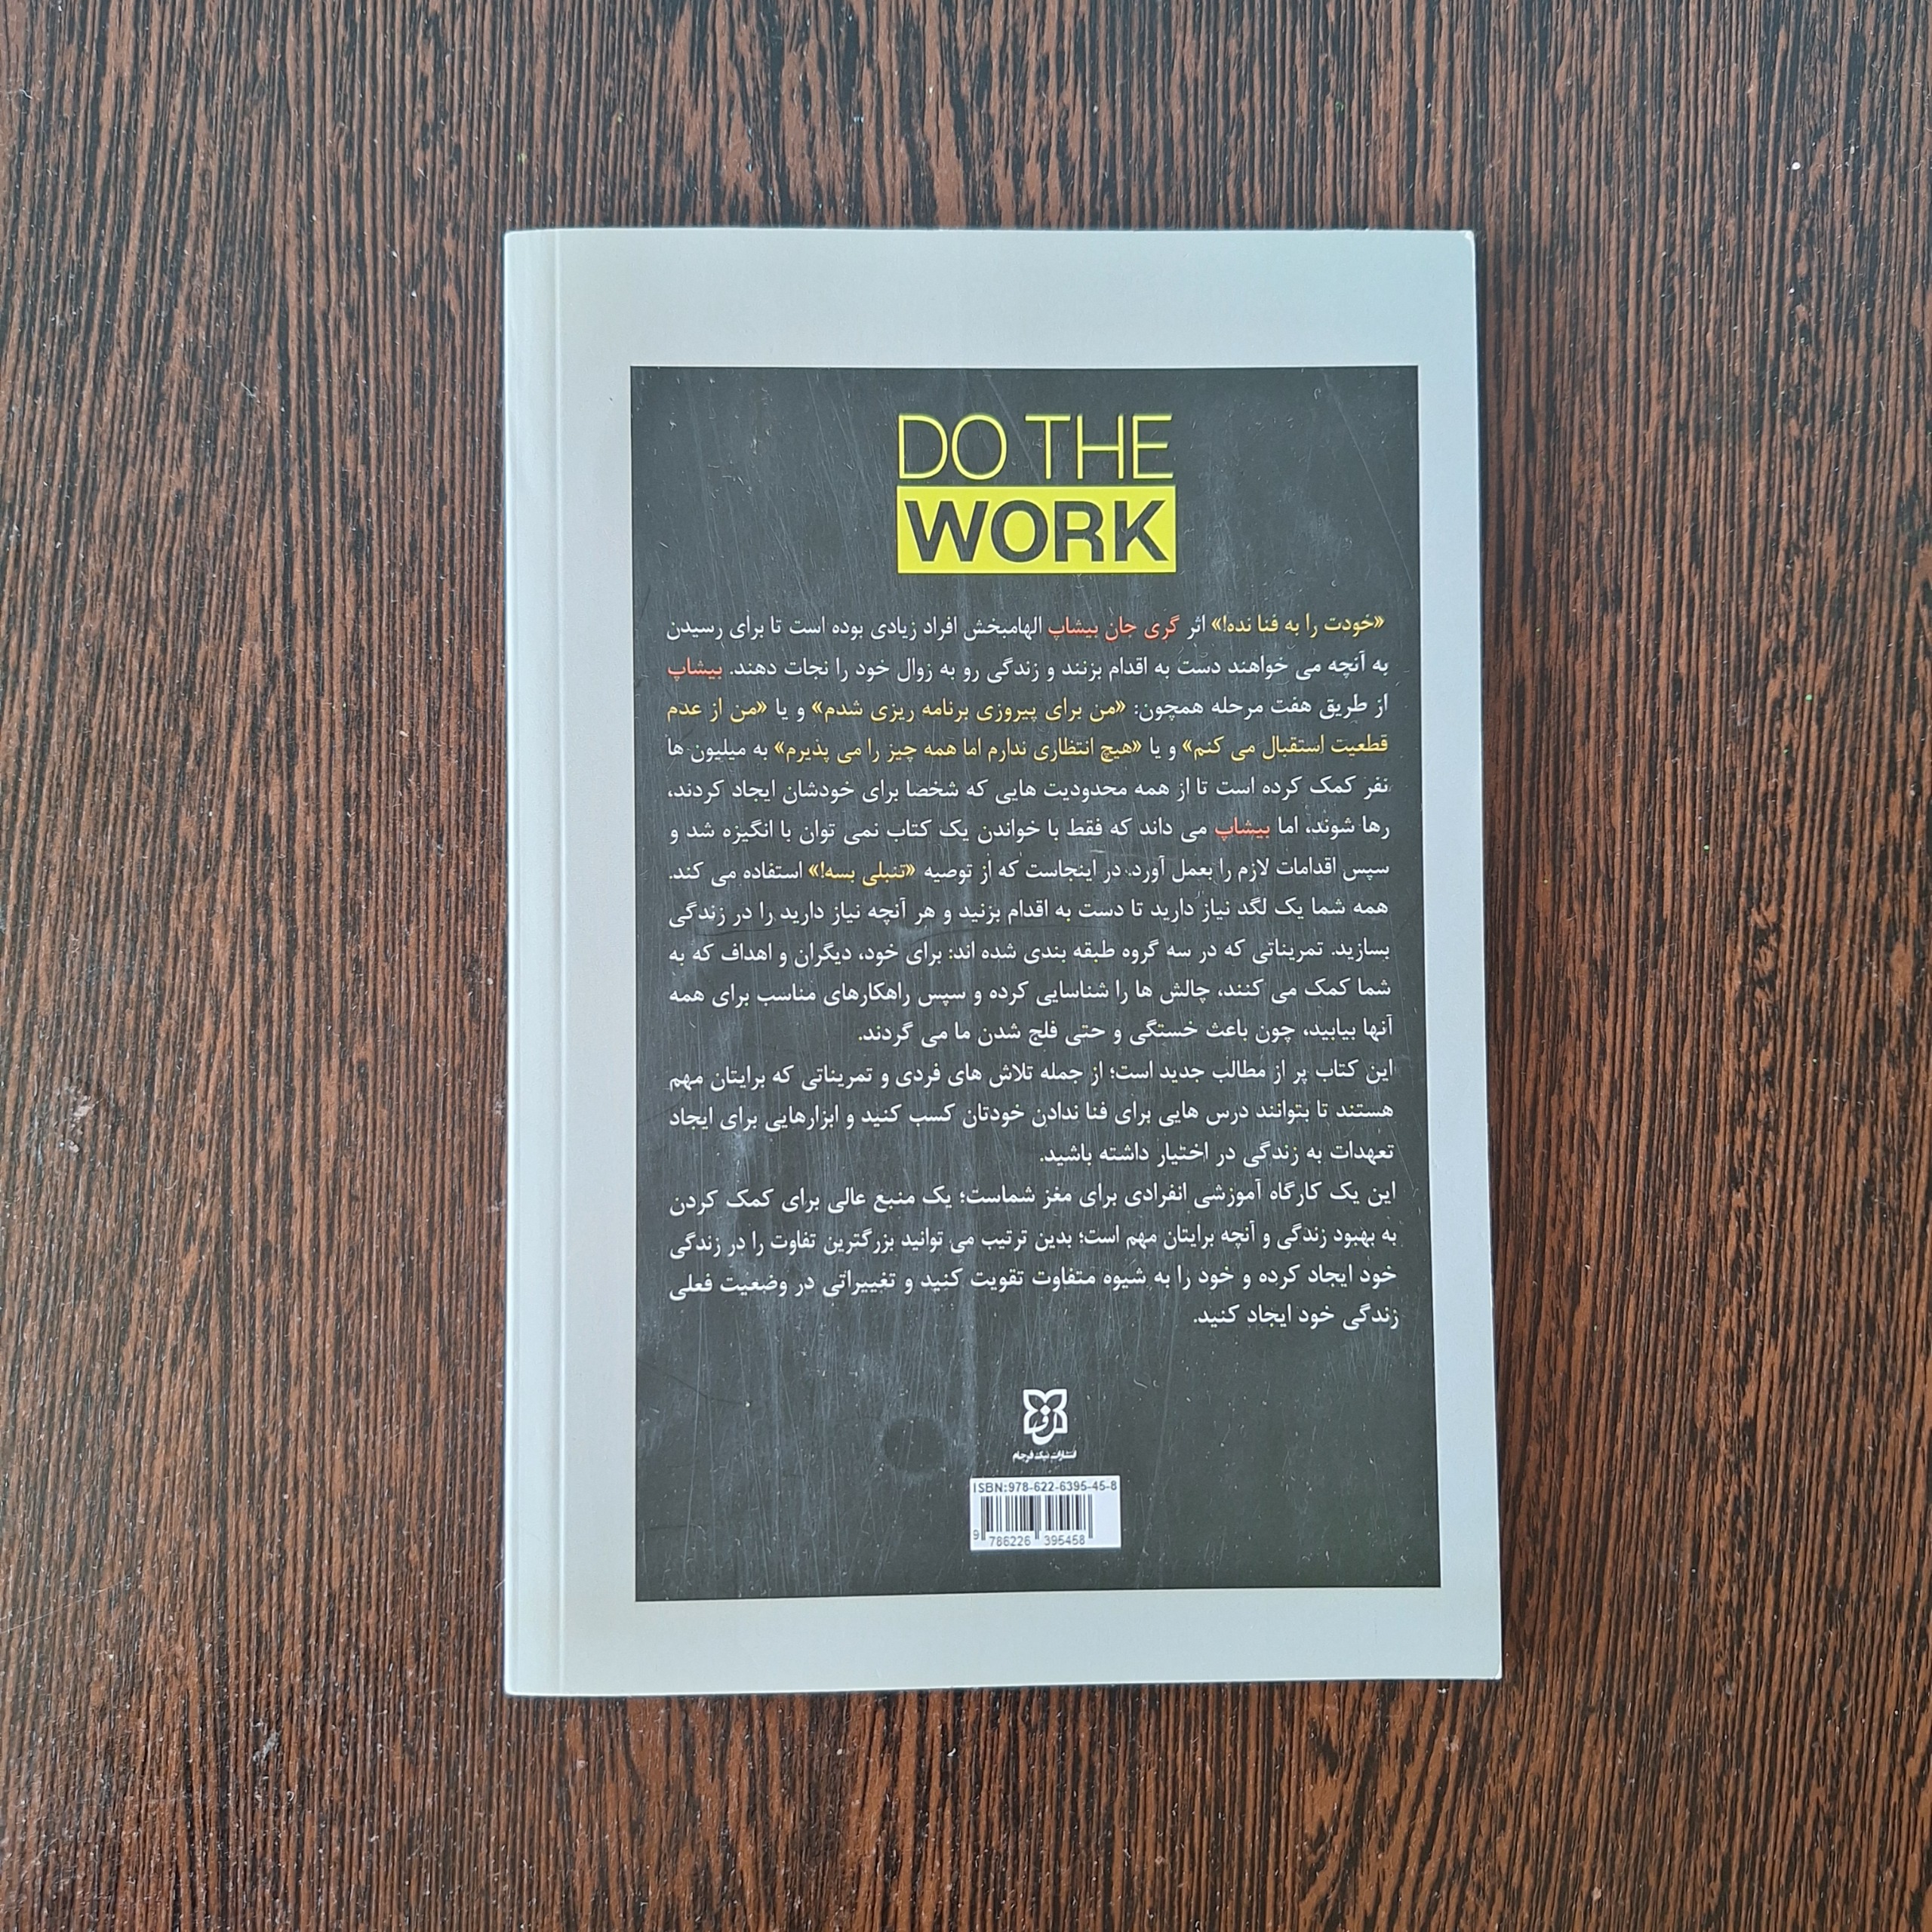 DO THE
WORK
«خودت را به فنا نده!» اثر گری جان بیشاپ الهامبخش افراد زیادی بوده است تا برای رسیدن
به آنچه می خواهند دست به اقدام بزنند و زندگی رو به زوال خود را نجات دهند. بیشاپ
از طریق هفت مرحله همچون: «من برای پیروزی برنامه ریزی شدم» و یا «من از عدم
قطعیت استقبال می کنم» و یا «هیچ انتظاری ندارم اما همه چیز را می پذیرم» به میلیون ها
نفر کمک کرده است تا از همه محدودیت هایی که شخصا برای خودشان ایجاد کردند،
رها شوند، اما بیشاپ می داند که فقط با خواندن یک کتاب نمی توان با انگیزه شد و
سپس اقدامات لازم را بعمل آورد. در اینجاست که از توصیه «تنبلی بسه!» استفاده می کند.
همه شما یک لگد نیاز دارید تا دست به اقدام بزنید و هر آنچه نیاز دارید را در زندگی
بسازید. تمریناتی که در سه گروه طبقه بندی شده اند: برای خود، دیگران و اهداف که به
شما کمک می کنند، چالش ها را شناسایی کرده و سپس راهکارهای مناسب برای همه
آنها بیابید، چون باعث خستگی و حتی فلج شدن ما می گردند.
این کتاب پر از مطالب جدید است؛ از جمله تلاش های فردی و تمریناتی که برایتان مهم
هستند تا بتوانند درس هایی برای فنا ندادن خودتان کسب کنید و ابزارهایی برای ایجاد
تعهدات به زندگی در اختیار داشته باشید.
این یک کارگاه آموزشی انفرادی برای مغز شماست؛ یک منبع عالی برای کمک کردن
به بهبود زندگی و آنچه برایتان مهم است؛ بدین ترتیب می توانید بزرگترین تفاوت را در زندگی
خود ایجاد کرده و خود را به شیوه متفاوت تقویت کنید و تغییراتی در وضعیت فعلی
زندگی خود ایجاد کنید.
انتشارات نیک فرجام
ISBN:978-622-6395-45-8
9 786226 395458